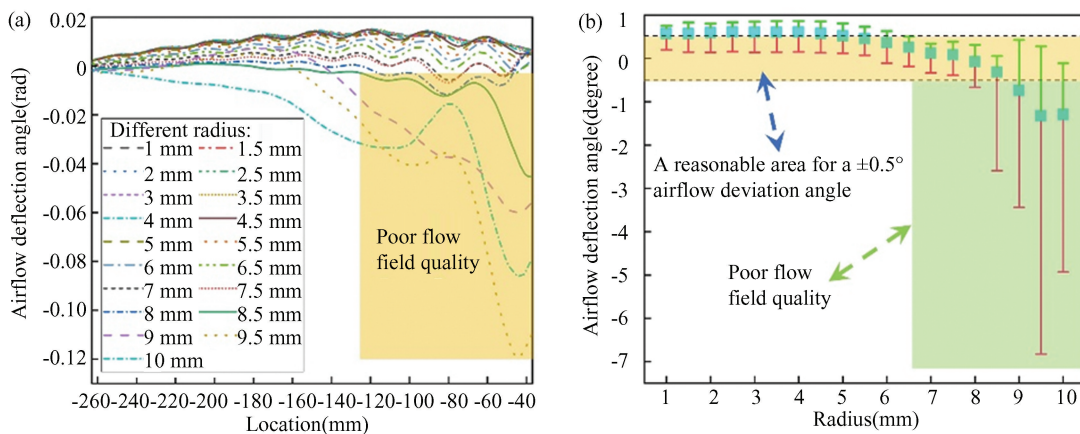 (a)
0.02
0
-0.02
-0.04
-0.06
-0.08
-0.10
-0.12
Airflow deflection angle(rad)
Different radius:
1 mm 1.5 mm
2 mm 2.5 mm
3 mm 3.5 mm
4 mm 4.5 mm
5 mm 5.5 mm
6 mm 6.5 mm
7 mm 7.5 mm
8 mm 8.5 mm
9 mm 9.5 mm
10 mm
Poor flow
field quality
-260 -240 -220 -200 -180 -160 -140 -120 -100 -80 -60 -40
Location(mm)
(b)
1
0
-1
-2
-3
-4
-5
-6
-7
Airflow deflection angle(degree)
A reasonable area for a ±0.5°
airflow deviation angle
Poor flow
field quality
1 2 3 4 5 6 7 8 9 10
Radius(mm)